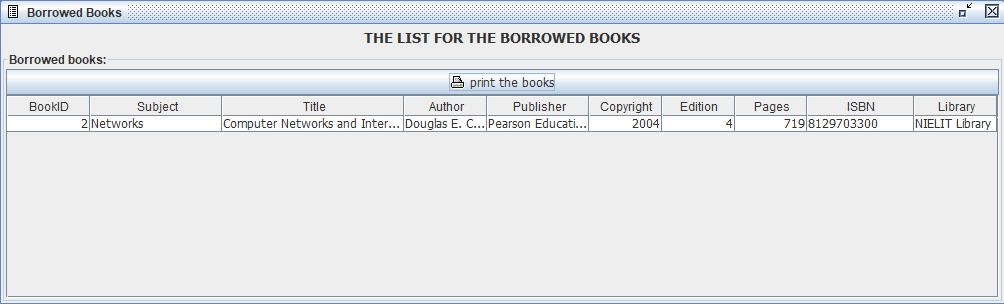 Borrowed Books
THE LIST FOR THE BORROWED BOOKS
Borrowed books:
print the books
BookID Subject Title Author Publisher Copyright Edition Pages ISBN Library
2 Networks Computer Networks and Inter... Douglas E. C... Pearson Educati... 2004 4 719 8129703300 NIELIT Library